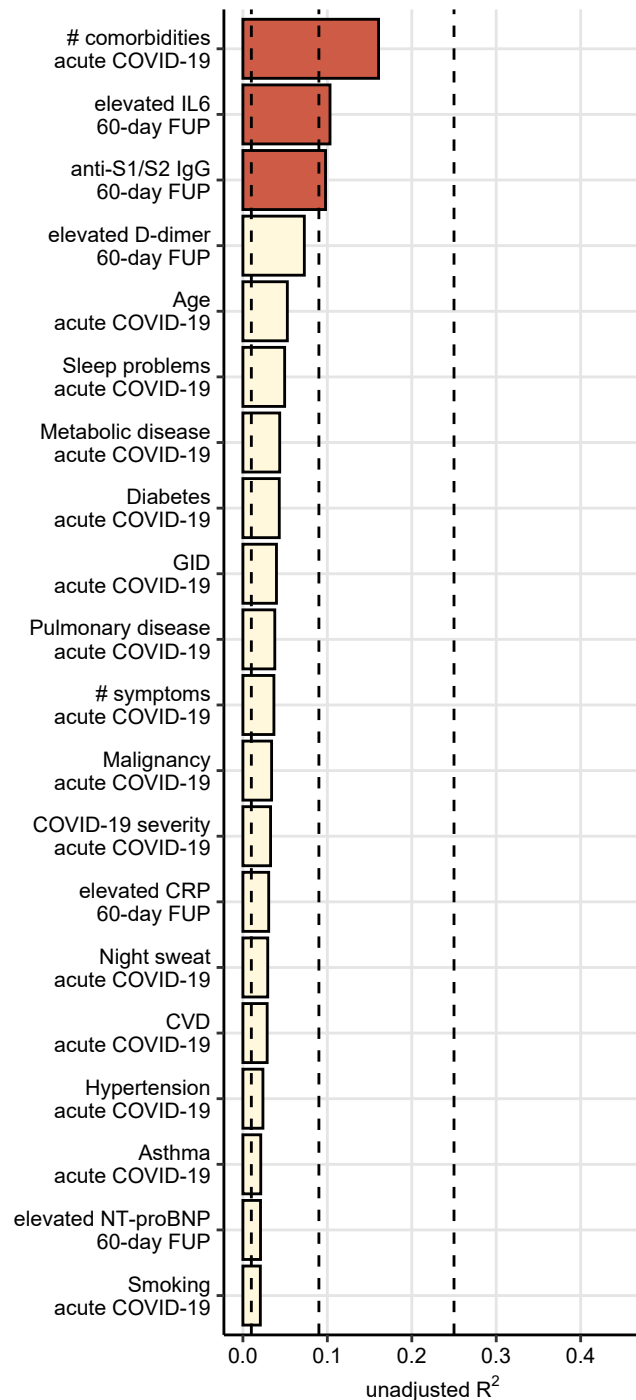 # comorbidities
acute COVID-19
elevated IL6
60-day FUP
anti-S1/S2 IgG
60-day FUP
elevated D-dimer
60-day FUP
Age
acute COVID-19
Sleep problems
acute COVID-19
Metabolic disease
acute COVID-19
Diabetes
acute COVID-19
GID
acute COVID-19
Pulmonary disease
acute COVID-19
# symptoms
acute COVID-19
Malignancy
acute COVID-19
COVID-19 severity
acute COVID-19
elevated CRP
60-day FUP
Night sweat
acute COVID-19
CVD
acute COVID-19
Hypertension
acute COVID-19
Asthma
acute COVID-19
elevated NT-proBNP
60-day FUP
Smoking
acute COVID-19
0.0 0.1 0.2 0.3 0.4
unadjusted R²